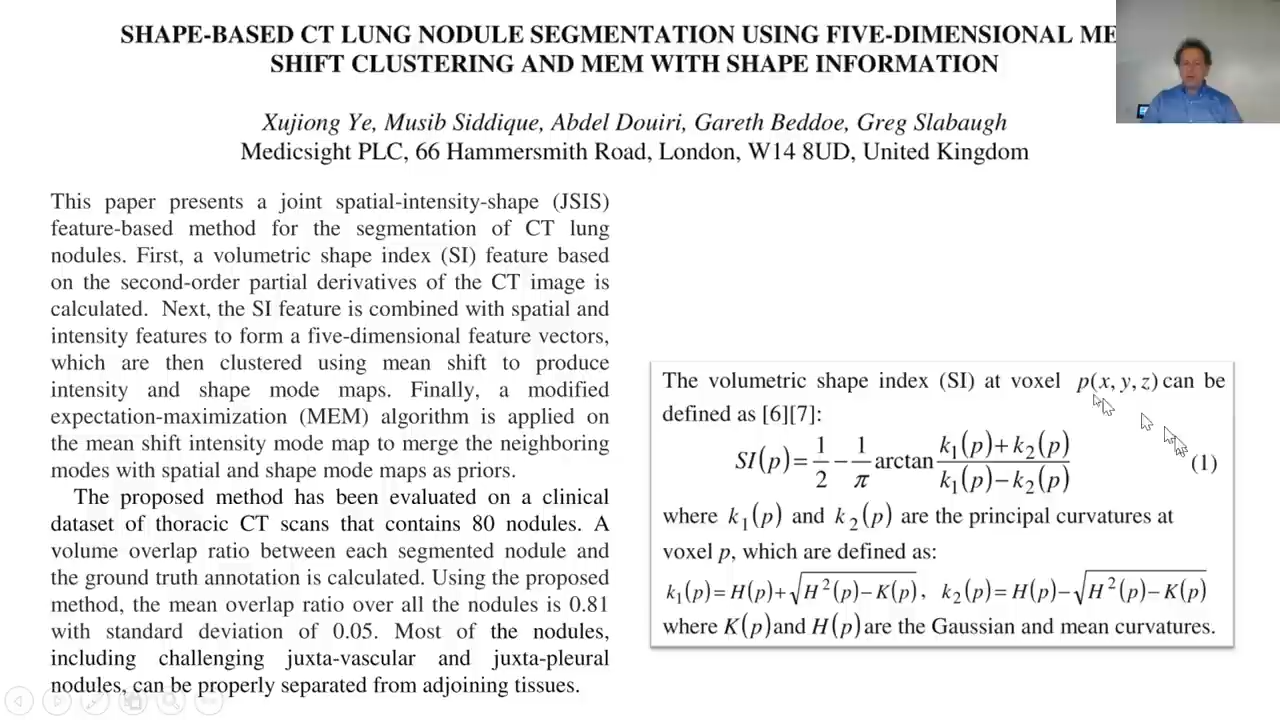 SHAPE-BASED CT LUNG NODULE SEGMENTATION USING FIVE-DIMENSIONAL
SHIFT CLUSTERING AND MEM WITH SHAPE INFORMATION
Xujiong Ye, Musib Siddique, Abdel Douiri, Gareth Beddoe, Greg Slabaugh
Medicsight PLC, 66 Hammersmith Road, London, W14 8UD, United Kingdom
This paper presents a joint spatial-intensity-shape (JSIS)
feature-based method for the segmentation of CT lung
nodules. First, a volumetric shape index (SI) feature based
on the second-order partial derivatives of the CT image is
calculated. Next, the SI feature is combined with spatial and
intensity features to form a five-dimensional feature vectors,
which are then clustered using mean shift to produce
intensity and shape mode maps. Finally, a modified
expectation-maximization (MEM) algorithm is applied on
the mean shift intensity mode map to merge the neighboring
modes with spatial and shape mode maps as priors.
The proposed method has been evaluated on a clinical
dataset of thoracic CT scans that contains 80 nodules. A
volume overlap ratio between each segmented nodule and
the ground truth annotation is calculated. Using the proposed
method, the mean overlap ratio over all the nodules is 0.81
with standard deviation of 0.05. Most of the nodules,
including challenging juxta-vascular and juxta-pleural
nodules, can be properly separated from adjoining tissues.
The volumetric shape index (SI) at voxel p(x, y, z) can be
defined as [6][7]:
SI(p) = 1/2 − 1/π arctan (k₁(p)+k₂(p))/(k₁(p)−k₂(p)) (1)
where k₁(p) and k₂(p) are the principal curvatures at
voxel p, which are defined as:
k₁(p)=H(p)+√(H²(p)−K(p)), k₂(p)=H(p)−√(H²(p)−K(p))
where K(p) and H(p) are the Gaussian and mean curvatures.